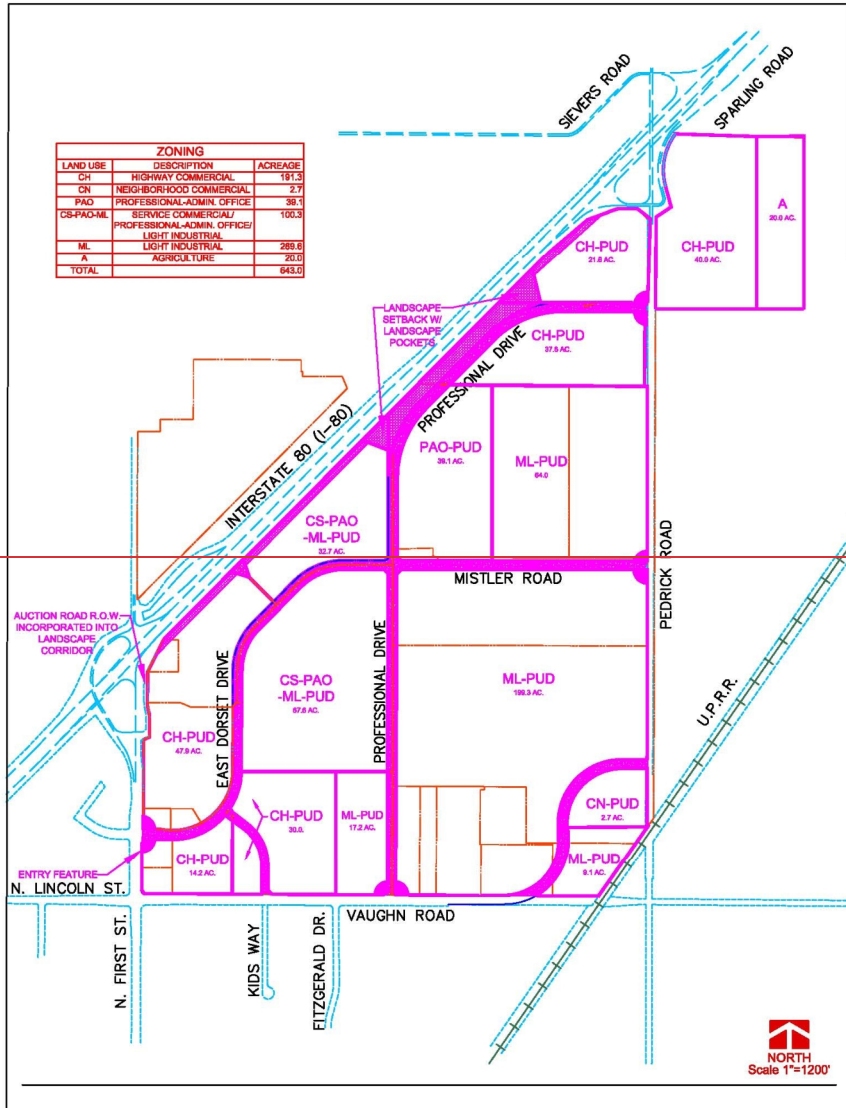 SIEVERS ROAD
SPARLING ROAD
ZONING
LAND USE DESCRIPTION ACREAGE
CH HIGHWAY COMMERCIAL 191.3
CN NEIGHBORHOOD COMMERCIAL 2.7
PAO PROFESSIONAL-ADMIN. OFFICE 39.1
CS-PAO-ML SERVICE COMMERCIAL/ 100.3
PROFESSIONAL-ADMIN. OFFICE/
LIGHT INDUSTRIAL
ML LIGHT INDUSTRIAL 289.6
A AGRICULTURE 20.0
TOTAL 643.0
A
20.0 AC.
CH-PUD
21.6 AC.
CH-PUD
40.0 AC.
LANDSCAPE
SETBACK W/
LANDSCAPE
POCKETS
CH-PUD
37.6 AC.
PROFESSIONAL DRIVE
INTERSTATE 80 (I-80)
PAO-PUD
39.1 AC.
ML-PUD
64.0
CS-PAO
-ML-PUD
32.7 AC.
MISTLER ROAD
PEDRICK ROAD
AUCTION ROAD R.O.W.
INCORPORATED INTO
LANDSCAPE
CORRIDOR
EAST DORSET DRIVE
CS-PAO
-ML-PUD
67.6 AC.
PROFESSIONAL DRIVE
ML-PUD
199.3 AC.
U.P.R.R.
CH-PUD
47.9 AC.
CH-PUD
30.0.
ML-PUD
17.2 AC.
CN-PUD
2.7 AC.
CH-PUD
14.2 AC.
ML-PUD
9.1 AC.
ENTRY FEATURE
N. LINCOLN ST.
VAUGHN ROAD
N. FIRST ST.
KIDS WAY
FITZGERALD DR.
NORTH
Scale 1"=1200'